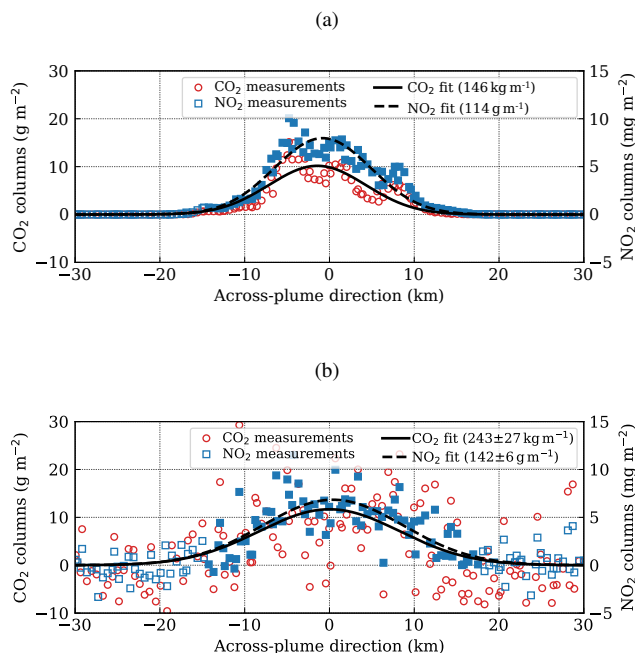 (a)
CO₂ measurements
NO₂ measurements
CO₂ fit (146 kg m⁻¹)
NO₂ fit (114 g m⁻¹)
CO₂ columns (g m⁻²)
30
20
10
0
−10
NO₂ columns (mg m⁻²)
15
10
5
0
−5
−30 −20 −10 0 10 20 30
Across-plume direction (km)
(b)
CO₂ measurements
NO₂ measurements
CO₂ fit (243±27 kg m⁻¹)
NO₂ fit (142±6 g m⁻¹)
CO₂ columns (g m⁻²)
30
20
10
0
−10
NO₂ columns (mg m⁻²)
15
10
5
0
−5
−30 −20 −10 0 10 20 30
Across-plume direction (km)